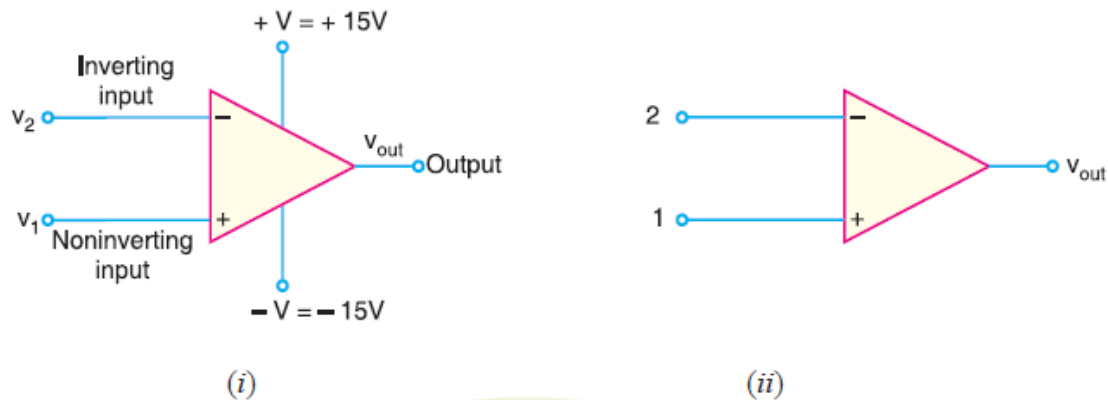 + V = + 15V
Inverting
input
v2
−
vout
Output
v1
+
Noninverting
input
− V = − 15V
(i)
2
−
vout
1
+
(ii)